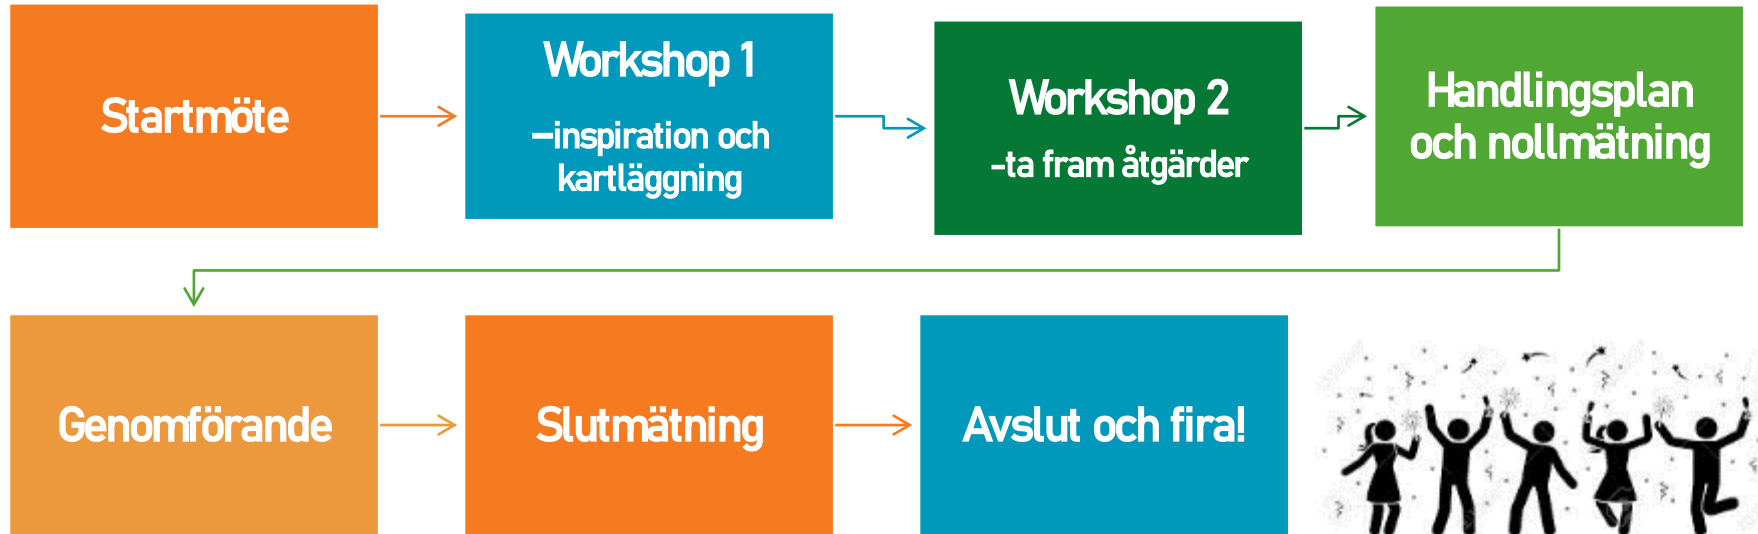 Startmöte
Workshop 1
–inspiration och
kartläggning
Workshop 2
-ta fram åtgärder
Handlingsplan
och nollmätning
Genomförande
Slutmätning
Avslut och fira!